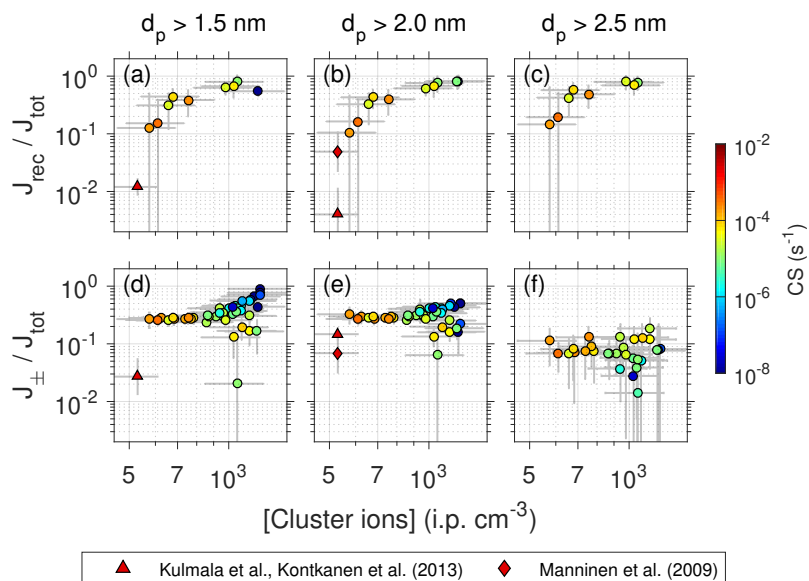 d_p > 1.5 nm
d_p > 2.0 nm
d_p > 2.5 nm
J_rec / J_tot
10^0
10^-1
10^-2
(a)
(b)
(c)
J_± / J_tot
10^0
10^-1
10^-2
(d)
(e)
(f)
5 7 10^3
5 7 10^3
5 7 10^3
[Cluster ions] (i.p. cm^-3)
10^-2
10^-4
10^-6
10^-8
CS (s^-1)
Kulmala et al., Kontkanen et al. (2013)
Manninen et al. (2009)